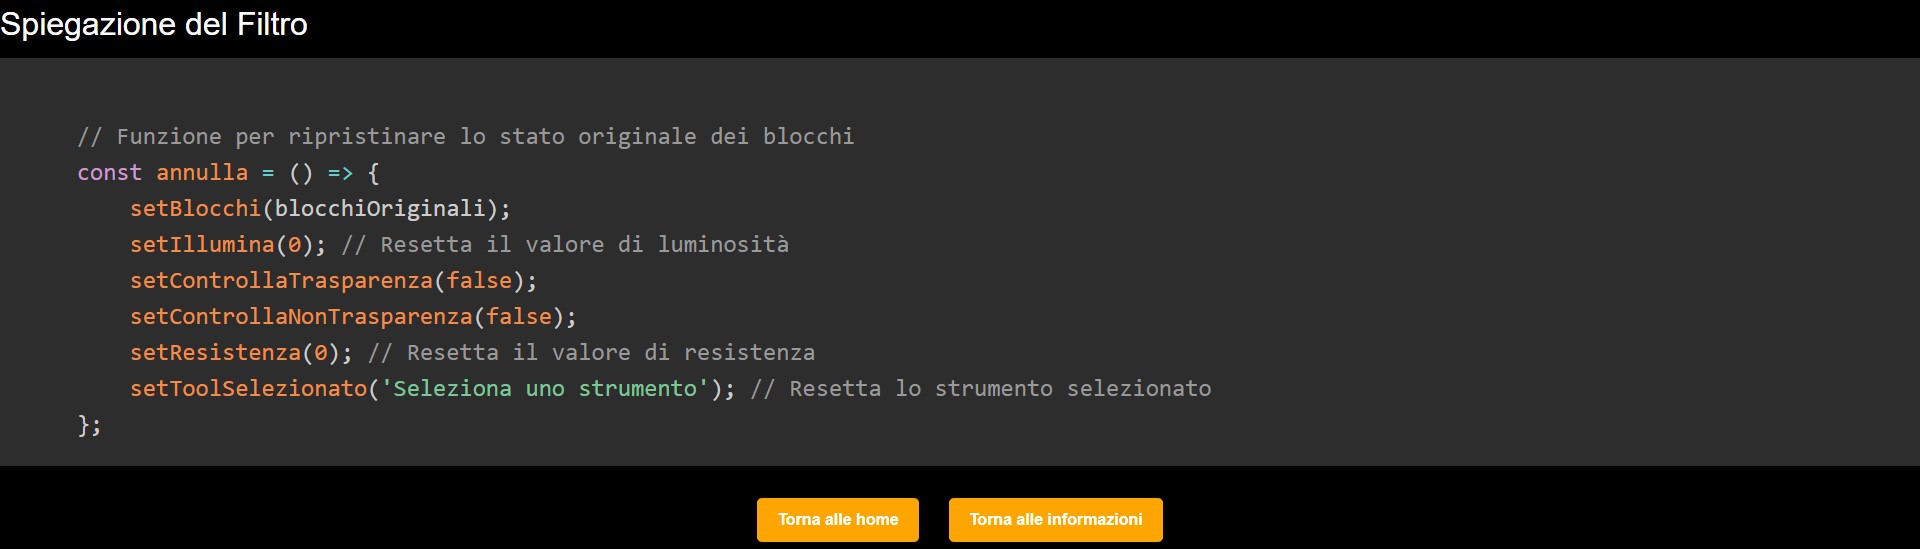 Spiegazione del Filtro
// Funzione per ripristinare lo stato originale dei blocchi
const annulla = () => {
    setBlocchi(blocchiOriginali);
    setIllumina(0); // Resetta il valore di luminosità
    setControllaTrasparenza(false);
    setControllaNonTrasparenza(false);
    setResistenza(0); // Resetta il valore di resistenza
    setToolSelezionato('Seleziona uno strumento'); // Resetta lo strumento selezionato
};
Torna alle home
Torna alle informazioni